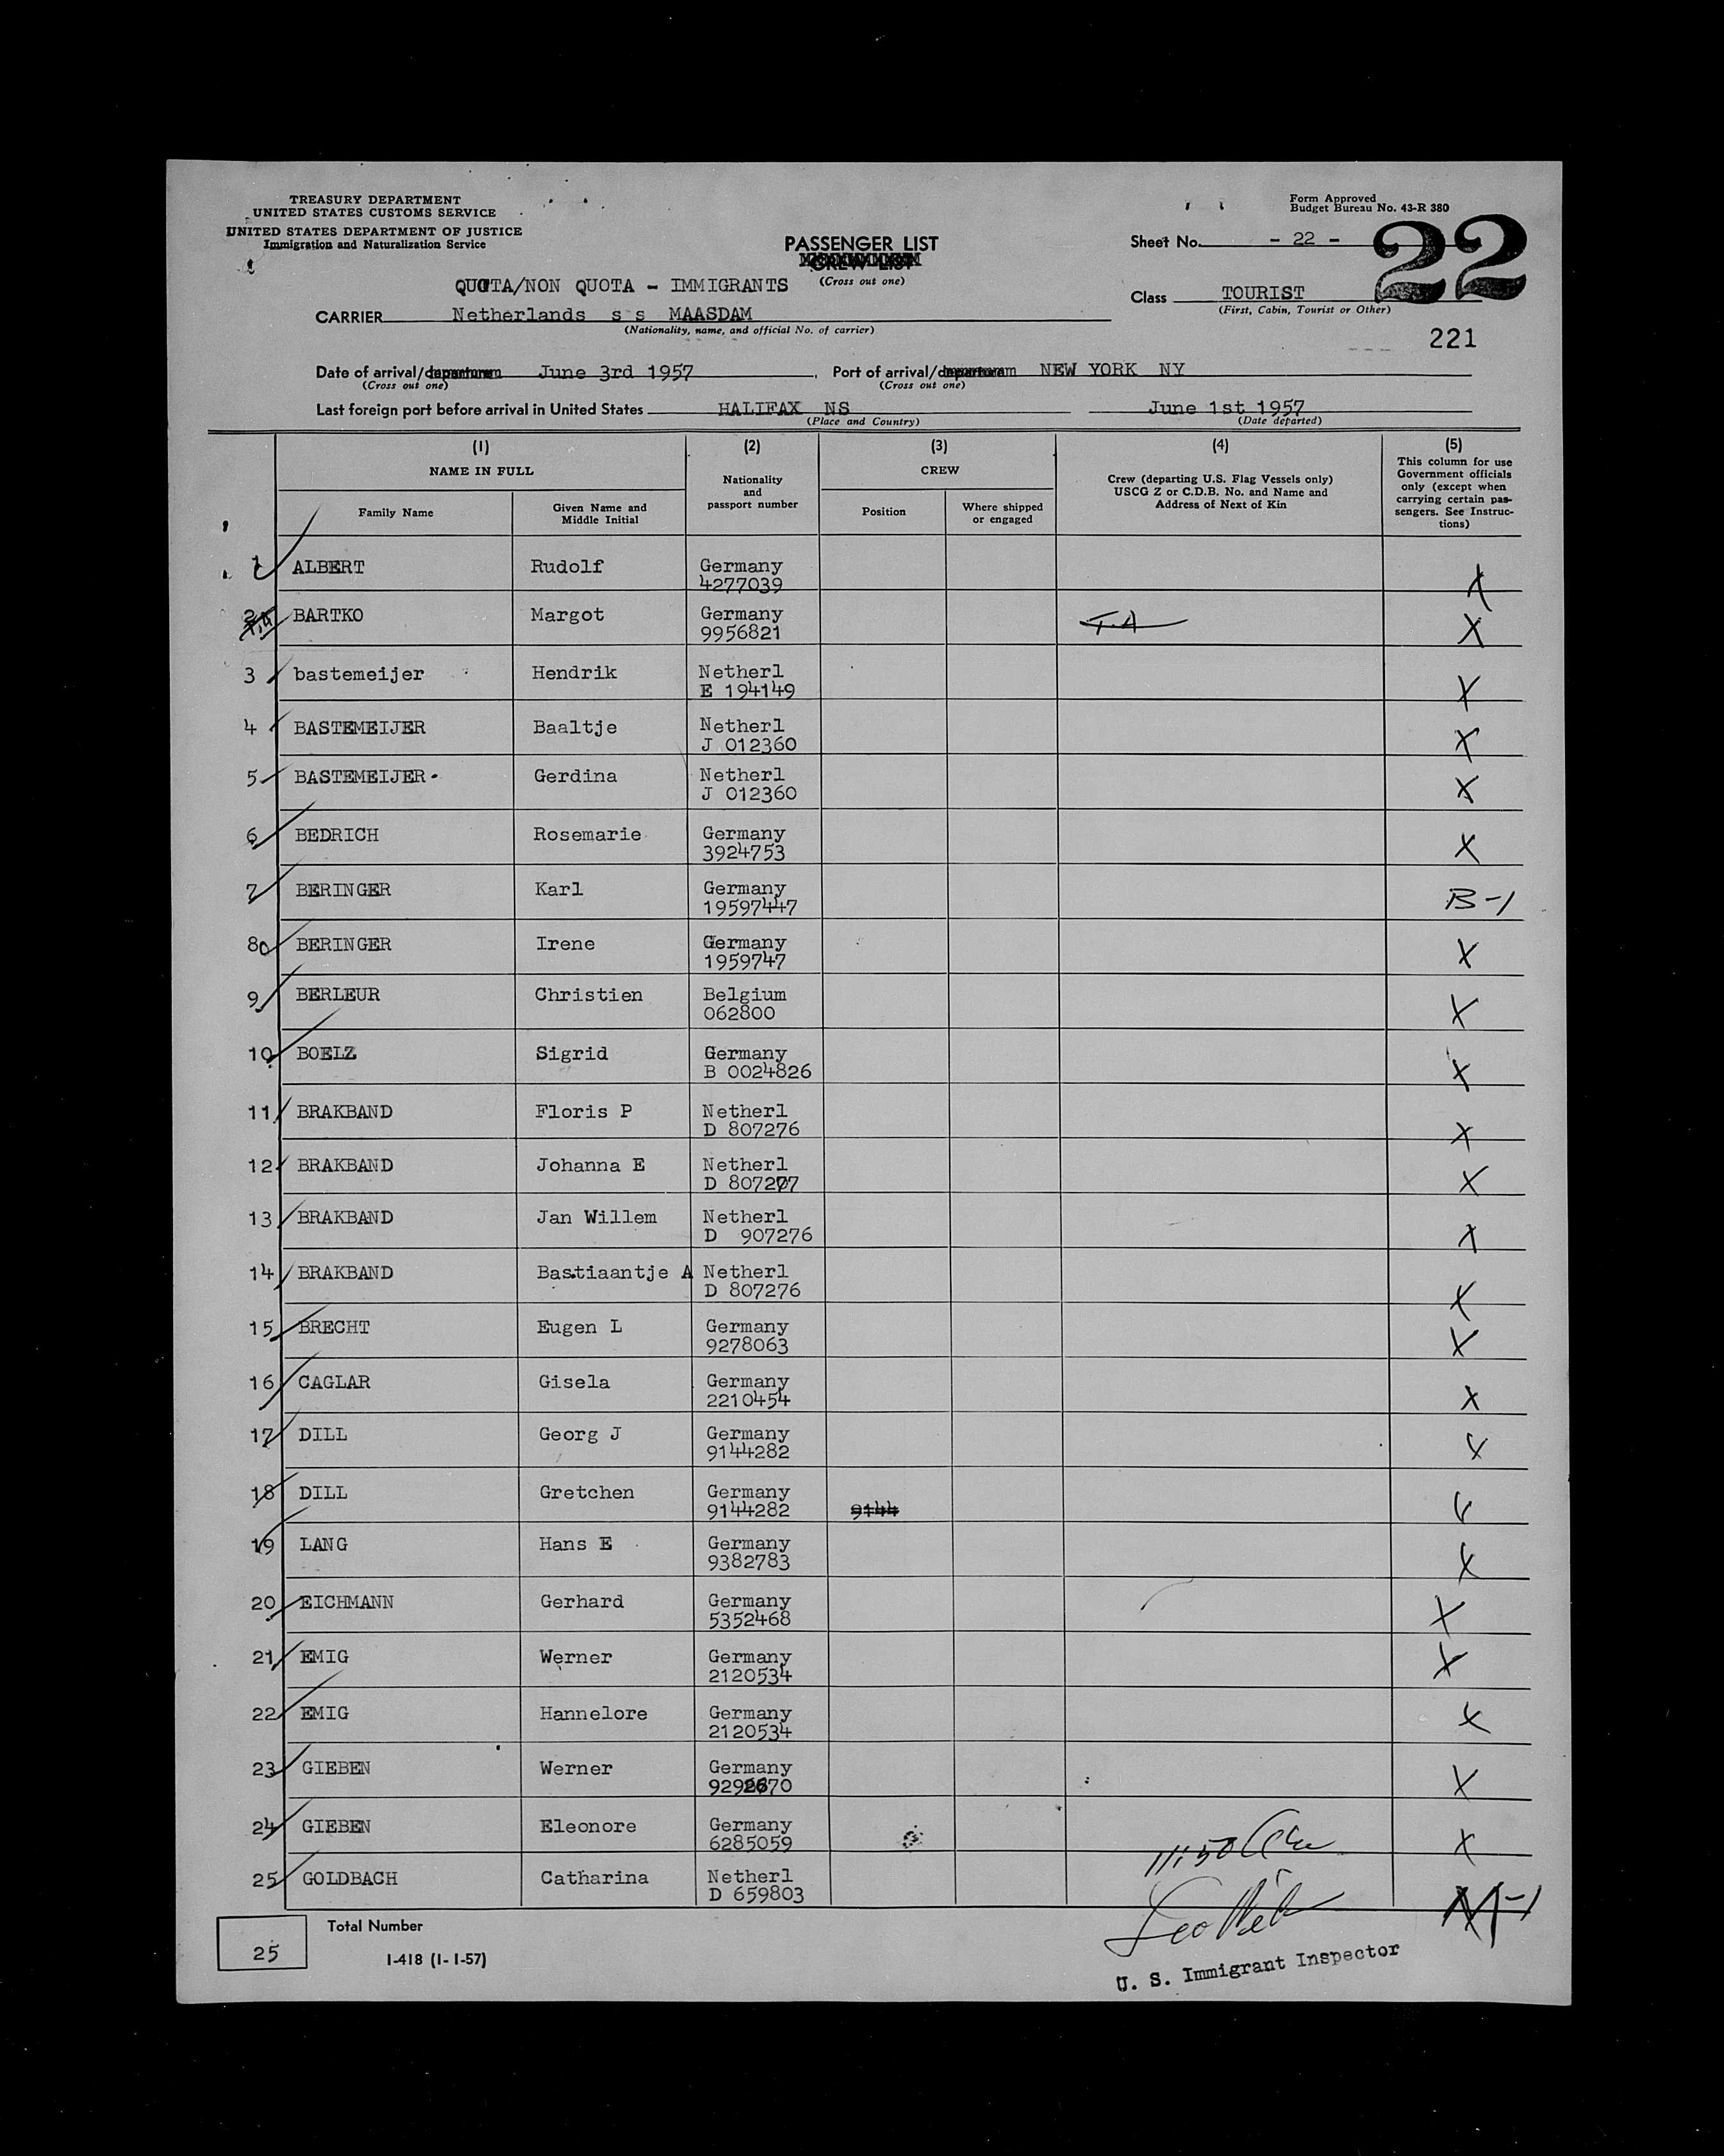 TREASURY DEPARTMENT
UNITED STATES CUSTOMS SERVICE
UNITED STATES DEPARTMENT OF JUSTICE
Immigration and Naturalization Service
Form Approved
Budget Bureau No. 43-R 380
PASSENGER LIST
CREW LIST
(Cross out one)
Sheet No. - 22 -
22
QUOTA/NON QUOTA - IMMIGRANTS
Class TOURIST
(First, Cabin, Tourist or Other)
CARRIER Netherlands s s MAASDAM
(Nationality, name, and official No. of carrier)
221
Date of arrival/departure June 3rd 1957, Port of arrival/departure NEW YORK NY
(Cross out one) (Cross out one)
Last foreign port before arrival in United States HALIFAX NS June 1st 1957
(Place and Country) (Date departed)
(1) (2) (3) (4) (5)
NAME IN FULL
Family Name
Given Name and Middle Initial
Nationality and passport number
CREW
Position
Where shipped or engaged
Crew (departing U.S. Flag Vessels only)
USCG Z or C.D.B. No. and Name and
Address of Next of Kin
This column for use
Government officials
only (except when
carrying certain pas-
sengers. See Instruc-
tions)
1 ALBERT Rudolf Germany
4277039 X
2 BARTKO Margot Germany T.A
9956821 X
3 bastemeijer Hendrik Netherl
E 194149 X
4 BASTEMEIJER Baaltje Netherl
J 012360 X
5 BASTEMEIJER Gerdina Netherl
J 012360 X
6 BEDRICH Rosemarie Germany
3924753 X
7 BERINGER Karl Germany
19597447 B-1
8 BERINGER Irene Germany
1959747 X
9 BERLEUR Christien Belgium
062800 X
10 BOELZ Sigrid Germany
B 0024826 X
11 BRAKBAND Floris P Netherl
D 807276 X
12 BRAKBAND Johanna E Netherl
D 807277 X
13 BRAKBAND Jan Willem Netherl
D 907276 X
14 BRAKBAND Bastiaantje A Netherl
D 807276 X
15 BRECHT Eugen L Germany
9278063 X
16 CAGLAR Gisela Germany
2210454 X
17 DILL Georg J Germany
9144282 X
18 DILL Gretchen Germany
9144282 9144
19 LANG Hans E Germany
9382783 X
20 EICHMANN Gerhard Germany
5352468 X
21 EMIG Werner Germany
2120534 X
22 EMIG Hannelore Germany
2120534 X
23 GIEBEN Werner Germany
9292670 X
24 GIEBEN Eleonore Germany
6285059 11:50 X
25 GOLDBACH Catharina Netherl
D 659803
Total Number
25
I-418 (1-1-57)
U. S. Immigrant Inspector